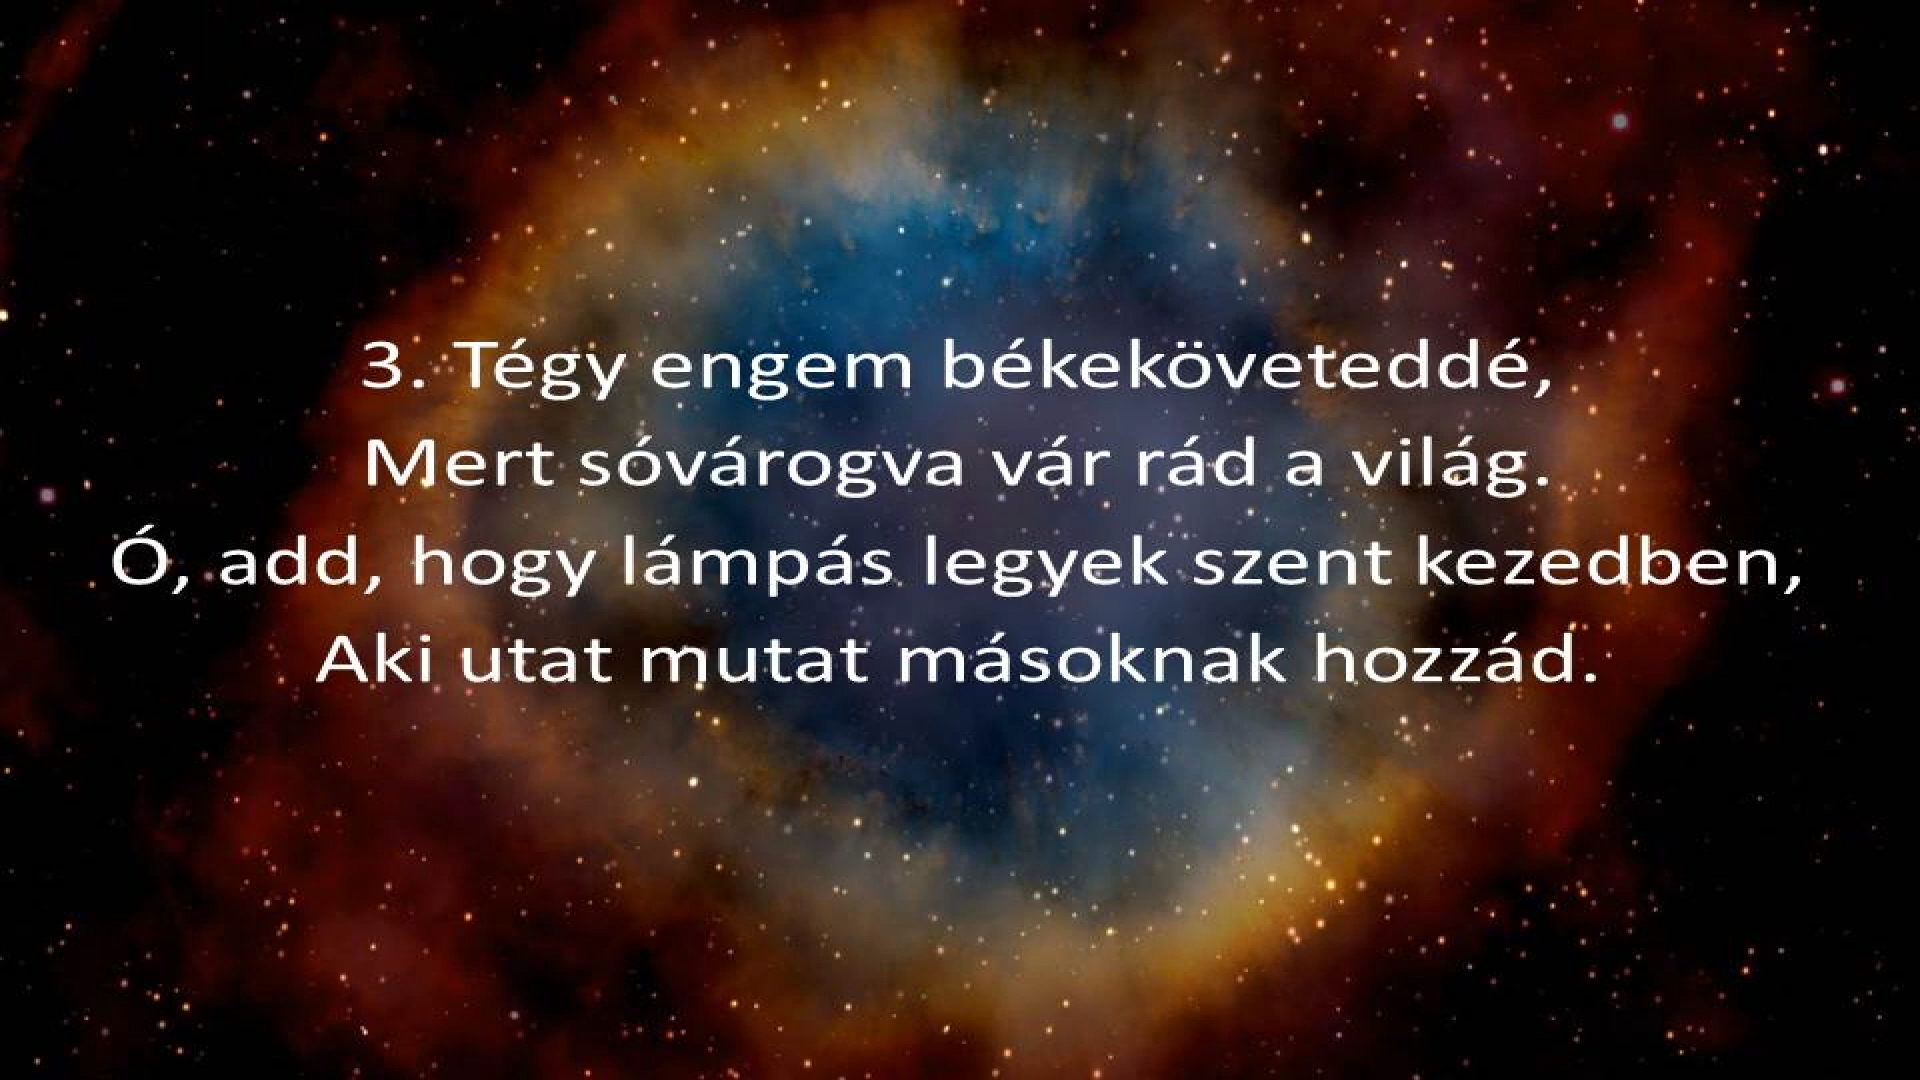 3. Tégy engem békeköveteddé,
Mert sóvárogva vár rád a világ.
Ó, add, hogy lámpás legyek szent kezedben,
Aki utat mutat másoknak hozzád.